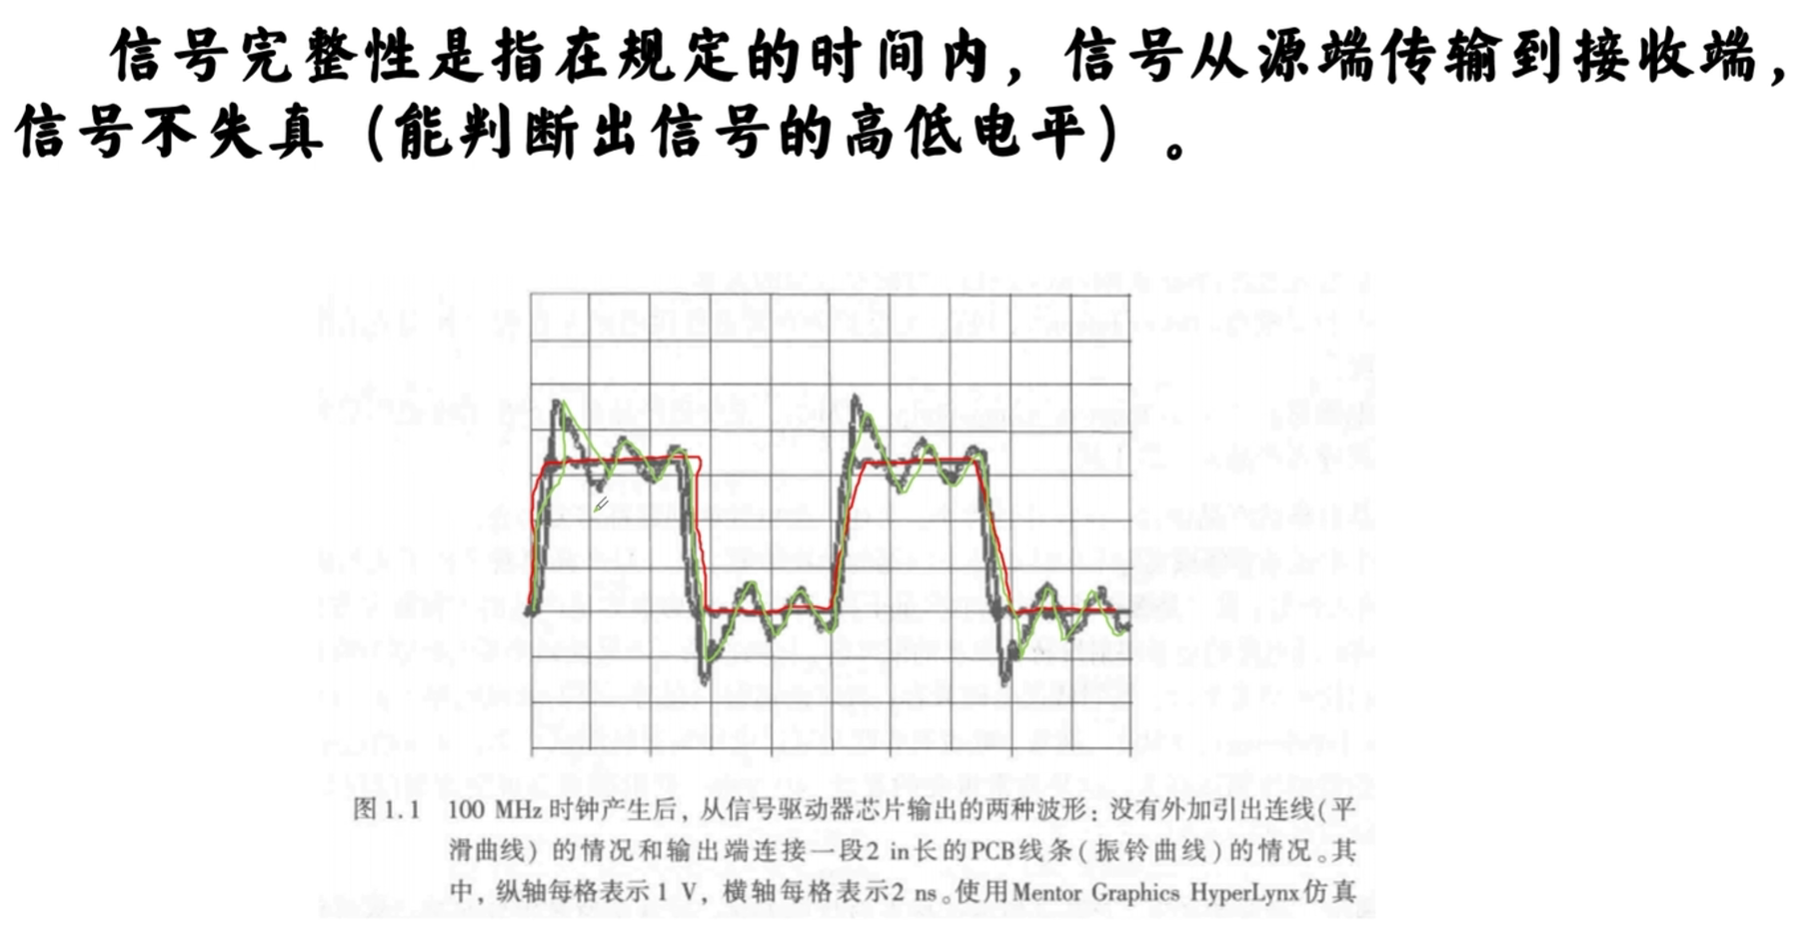 信号完整性是指在规定的时间内，信号从源端传输到接收端，
信号不失真（能判断出信号的高低电平）。
图1.1 100 MHz 时钟产生后，从信号驱动器芯片输出的两种波形：没有外加引出连线(平
滑曲线) 的情况和输出端连接一段2 in长的PCB线条(振铃曲线)的情况。其
中，纵轴每格表示1 V，横轴每格表示2 ns。使用Mentor Graphics HyperLynx仿真